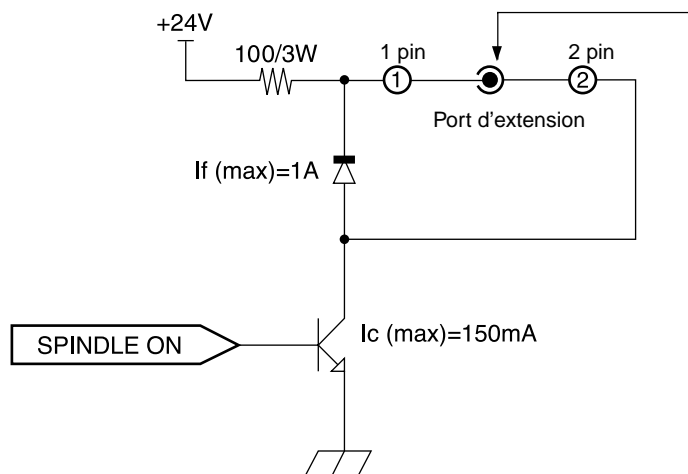 +24V
100/3W
1 pin
2 pin
1
2
Port d'extension
If (max)=1A
SPINDLE ON
Ic (max)=150mA